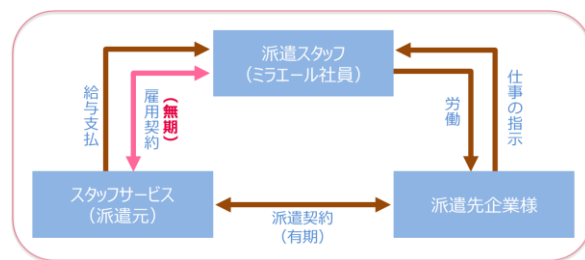 派遣スタッフ
(ミラエール社員)
給与支払
雇用契約
(無期)
労働
仕事の指示
スタッフサービス
(派遣元)
派遣契約
(有期)
派遣先企業様